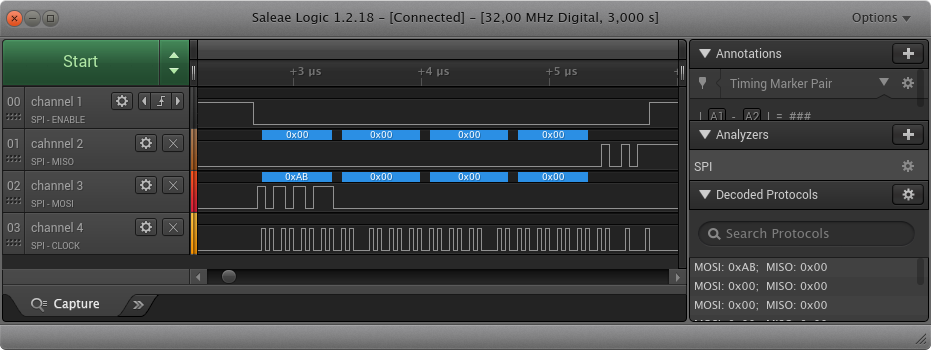 Saleae Logic 1.2.18 – [Connected] – [32,00 MHz Digital, 3,000 s]
Options
Start
+3 µs +4 µs +5 µs
00 channel 1
SPI - ENABLE
01 cahnnel 2
SPI - MISO
0x00 0x00 0x00 0x00
02 channel 3
SPI - MOSI
0xAB 0x00 0x00 0x00
03 channel 4
SPI - CLOCK
Capture
Annotations
Timing Marker Pair
| A1 - A2 | = ###
Analyzers
SPI
Decoded Protocols
Search Protocols
MOSI: 0xAB; MISO: 0x00
MOSI: 0x00; MISO: 0x00
MOSI: 0x00; MISO: 0x00